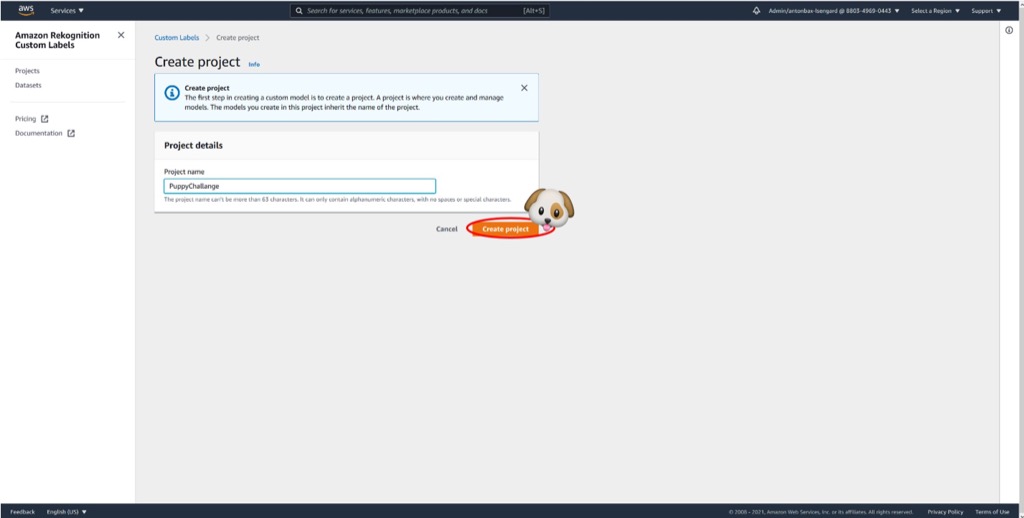 aws
Services
Search for services, features, marketplace products, and docs
[Alt+S]
Admin/antonbax-Isengard @ 8803-4969-0443
Select a Region
Support
Amazon Rekognition
Custom Labels
Projects
Datasets
Pricing
Documentation
Custom Labels > Create project
Create project Info
Create project
The first step in creating a custom model is to create a project. A project is where you create and manage
models. The models you create in this project inherit the name of the project.
Project details
Project name
PuppyChallange
The project name can't be more than 63 characters. It can only contain alphanumeric characters, with no spaces or special characters.
Cancel
Create project
Feedback
English (US)
© 2008 - 2021, Amazon Web Services, Inc. or its affiliates. All rights reserved.
Privacy Policy
Terms of Use